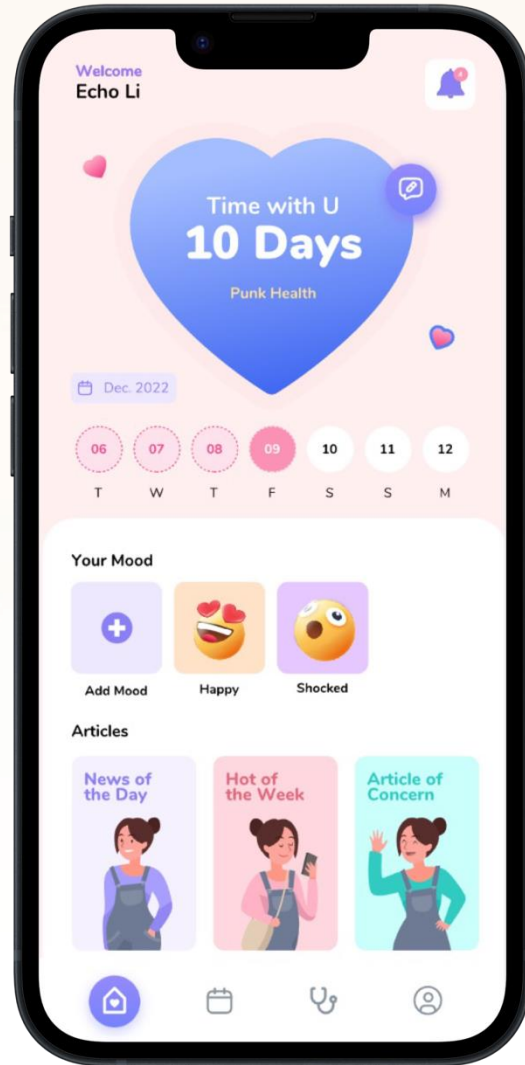 Welcome
Echo Li
Time with U
10 Days
Punk Health
Dec. 2022
06 07 08 09 10 11 12
T W T F S S M
Your Mood
Add Mood
Happy
Shocked
Articles
News of
the Day
Hot of
the Week
Article of
Concern